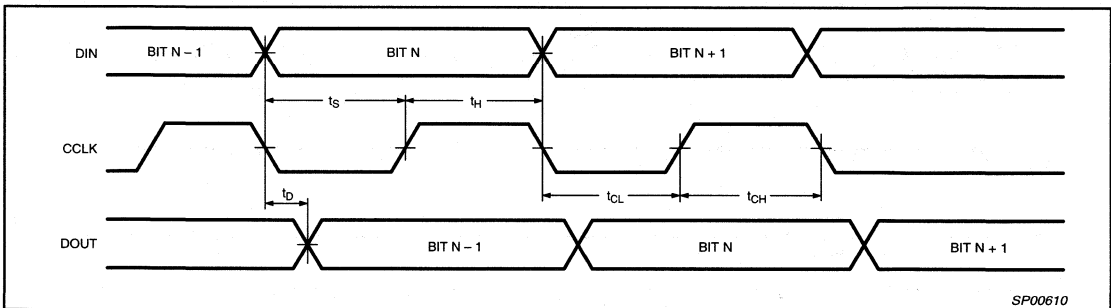 DIN
BIT N – 1
BIT N
BIT N + 1
tS
tH
CCLK
tD
tCL
tCH
DOUT
BIT N – 1
BIT N
BIT N + 1
SP00610